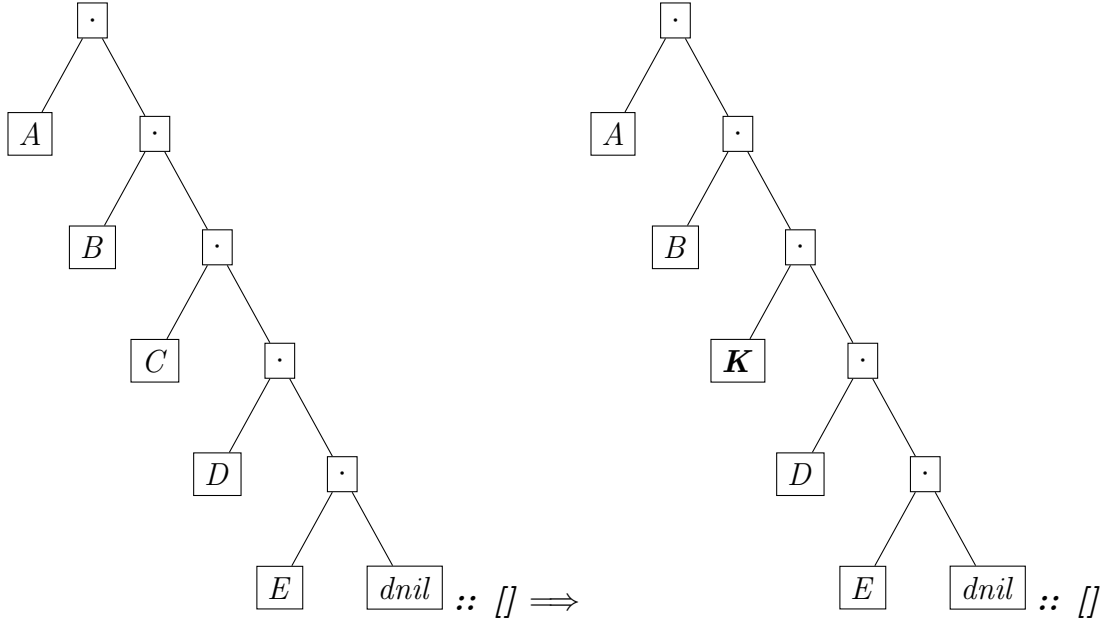 · ·
A · A ·
B · B ·
C · K ·
D · D ·
E dnil :: [] ⟹ E dnil :: []